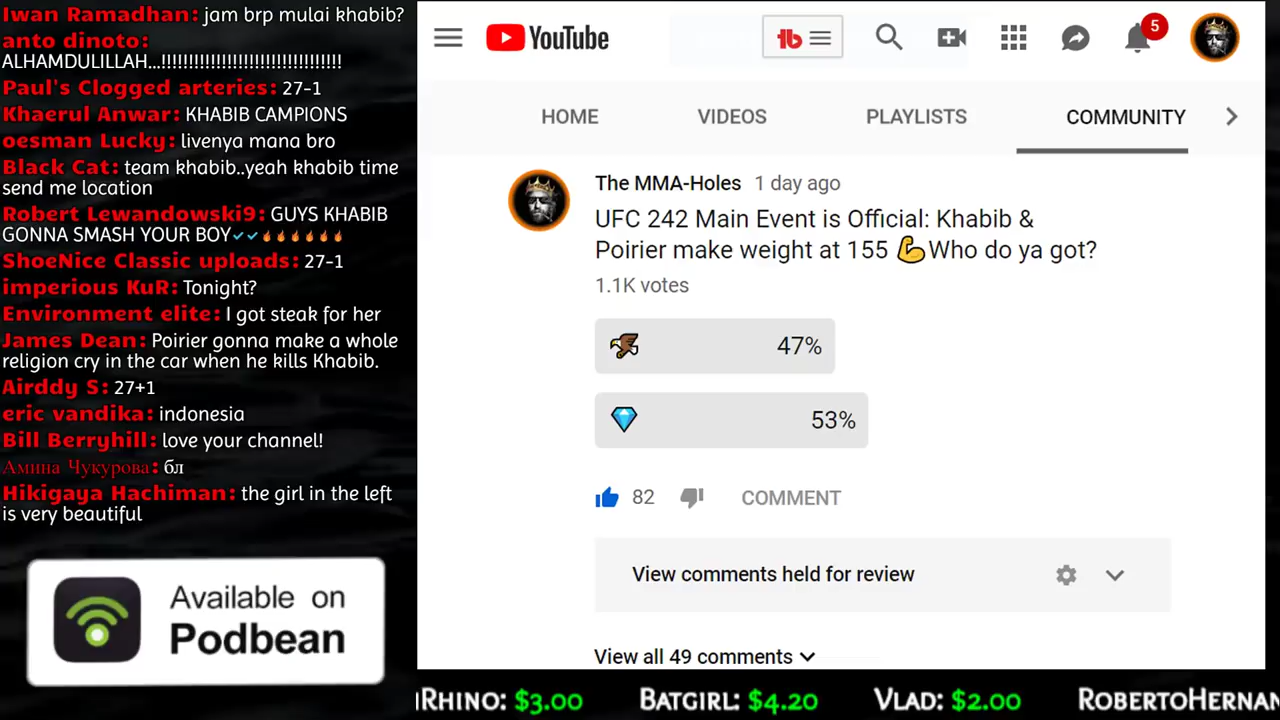 Iwan Ramadhan: jam brp mulai khabib?
anto dinoto:
ALHAMDULILLAH...!!!!!!!!!!!!!!!!!!!!!!!!!!!!!!!!!
Paul's Clogged arteries: 27-1
Khaerul Anwar: KHABIB CAMPIONS
oesman Lucky: livenya mana bro
Black Cat: team khabib..yeah khabib time
send me location
Robert Lewandowski9: GUYS KHABIB
GONNA SMASH YOUR BOY✓✓🔥🔥🔥🔥🔥🔥
ShoeNice Classic uploads: 27-1
imperious KuR: Tonight?
Environment elite: I got steak for her
James Dean: Poirier gonna make a whole
religion cry in the car when he kills Khabib.
Airddy S: 27+1
eric vandika: indonesia
Bill Berryhill: love your channel!
Амина Чукурова: бл
Hikigaya Hachiman: the girl in the left
is very beautiful
Available on
Podbean
YouTube
tb
5
HOME VIDEOS PLAYLISTS COMMUNITY
The MMA-Holes 1 day ago
UFC 242 Main Event is Official: Khabib &
Poirier make weight at 155 💪Who do ya got?
1.1K votes
47%
53%
82 COMMENT
View comments held for review
View all 49 comments
iRhino: $3.00 Batgirl: $4.20 Vlad: $2.00 RobertoHernan